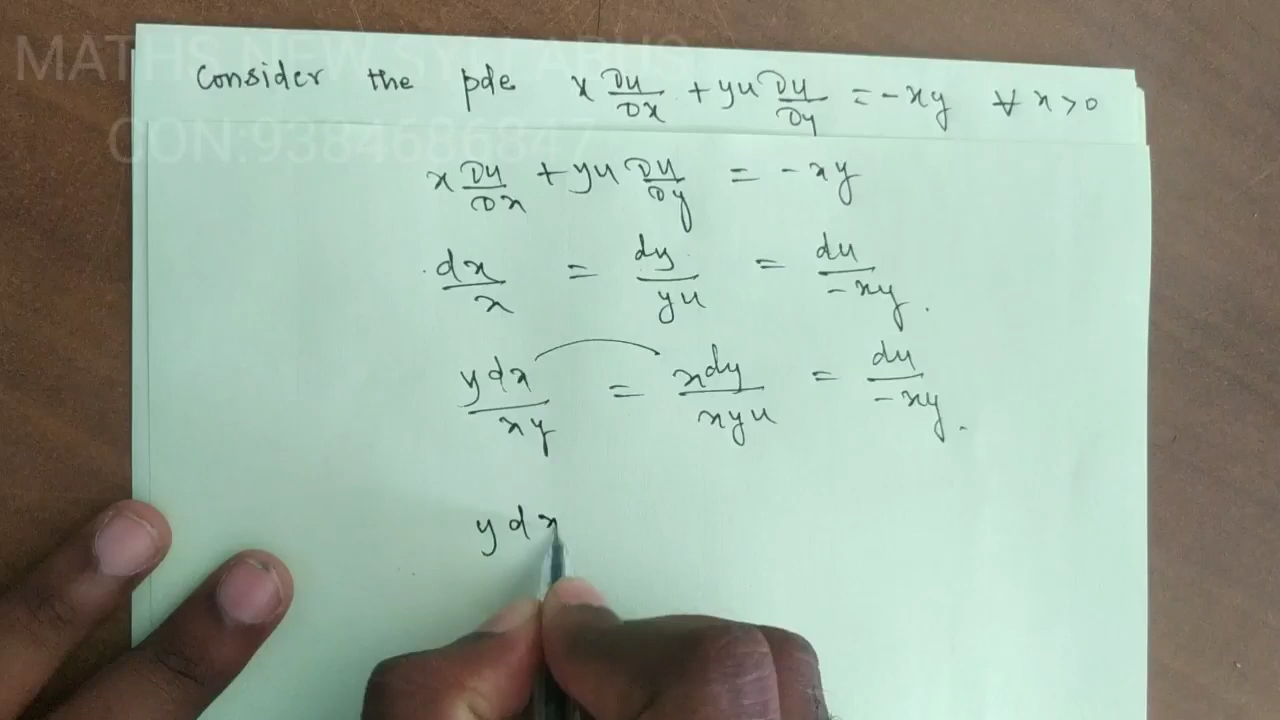 MATHS NEW SYLLABUS
Consider the pde x ∂u/∂x + yu ∂u/∂y = -xy ∀ x > 0
CON.9384686847
x ∂u/∂x + yu ∂u/∂y = -xy
dx/x = dy/yu = du/-xy.
ydx/xy = xdy/xyu = du/-xy.
ydx